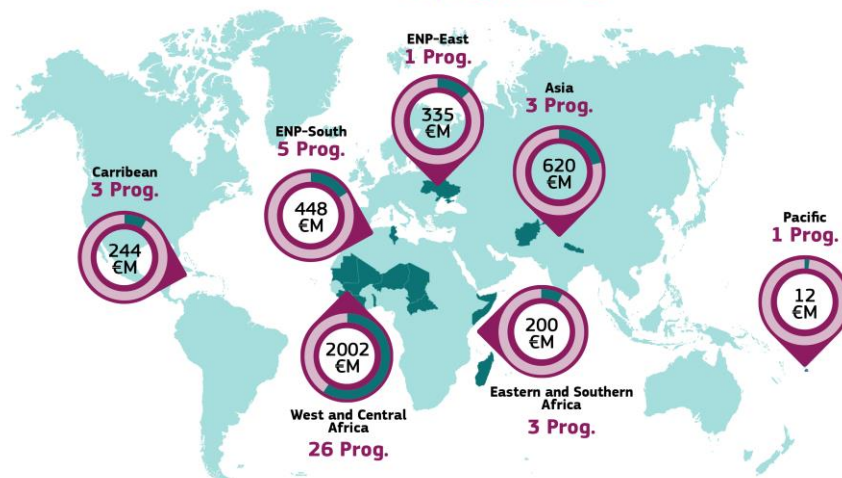 ENP-East
1 Prog.
335
€M
Asia
3 Prog.
620
€M
ENP-South
5 Prog.
448
€M
Carribean
3 Prog.
244
€M
Pacific
1 Prog.
12
€M
2002
€M
West and Central
Africa
26 Prog.
200
€M
Eastern and Southern
Africa
3 Prog.